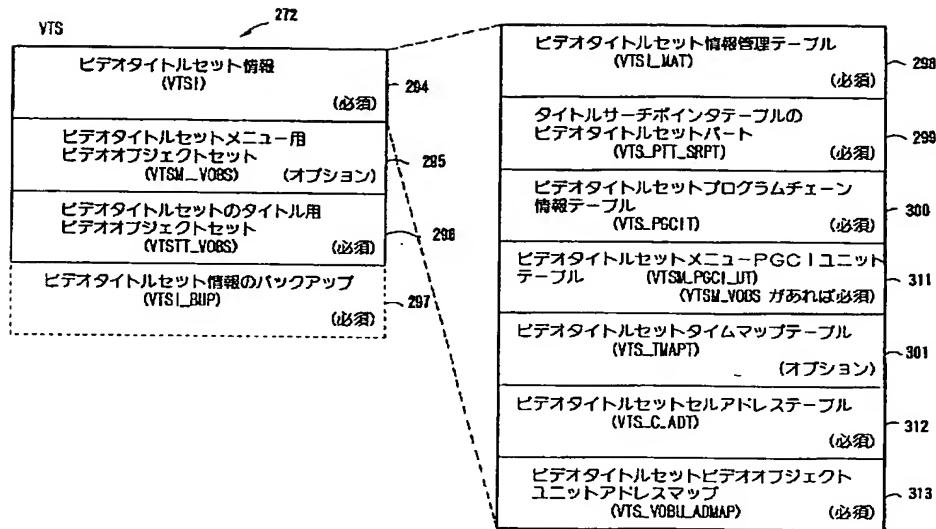 272
VTS
ビデオタイトルセット情報
(VTSI)
(必須)
294
ビデオタイトルセットメニュー用
ビデオオブジェクトセット
(VTSM_VOBS) (オプション)
295
ビデオタイトルセットのタイトル用
ビデオオブジェクトセット
(VTSTT_VOBS) (必須)
296
ビデオタイトルセット情報のバックアップ
(VTSI_BUP)
(必須)
297
ビデオタイトルセット情報管理テーブル
(VTSI_MAT)
(必須)
298
タイトルサーチポインタテーブルの
ビデオタイトルセットパート
(VTS_PTT_SRPT) (必須)
299
ビデオタイトルセットプログラムチェーン
情報テーブル
(VTS_PGCIT) (必須)
300
ビデオタイトルセットメニューPGCIユニット
テーブル (VTSM_PGCI_UT)
(VTSM_VOBS があれば必須)
311
ビデオタイトルセットタイムマップテーブル
(VTS_TMAPT)
(オプション)
301
ビデオタイトルセットセルアドレステーブル
(VTS_C_ADT)
(必須)
312
ビデオタイトルセットビデオオブジェクト
ユニットアドレスマップ
(VTS_VOBU_ADMAP) (必須)
313